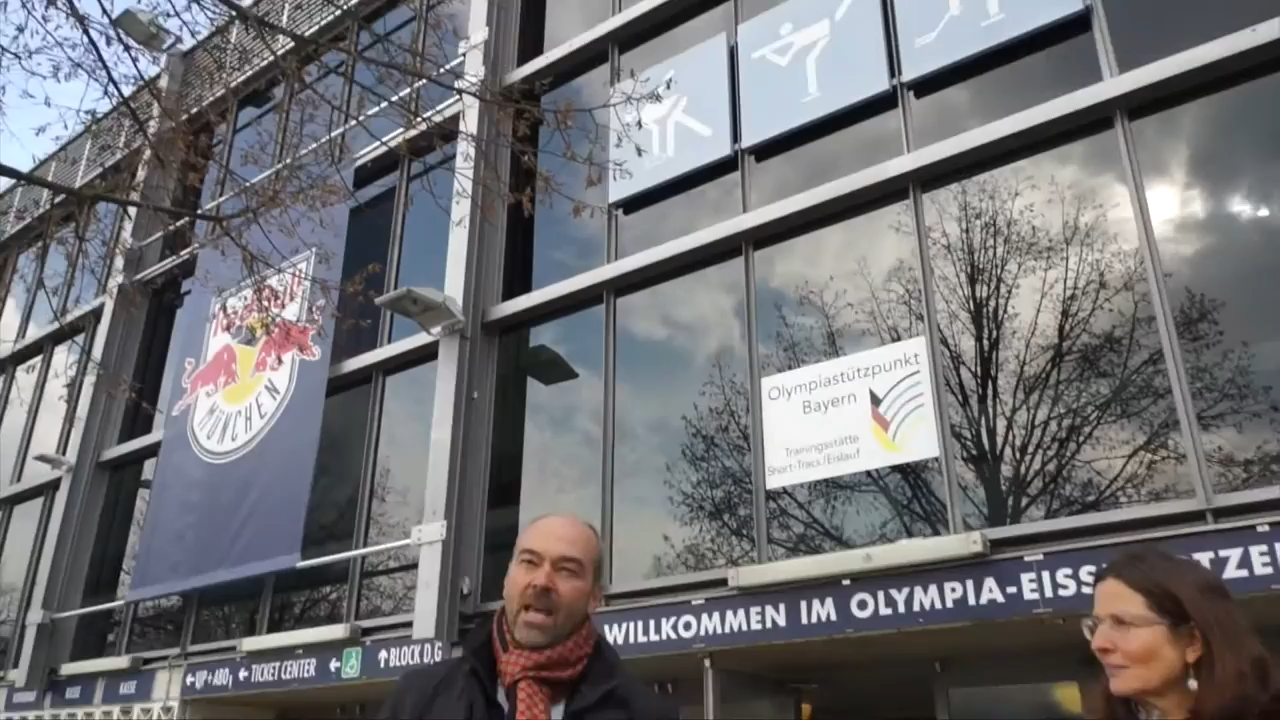 Red Bull
MÜNCHEN
Olympiastützpunkt
Bayern
Trainingsstätte
Short-Track/Eislauf
WILLKOMMEN IM OLYMPIA-EISS
←VIP+ABO ←TICKET CENTER ← ↑BLOCK D,G
KASSE KASSE